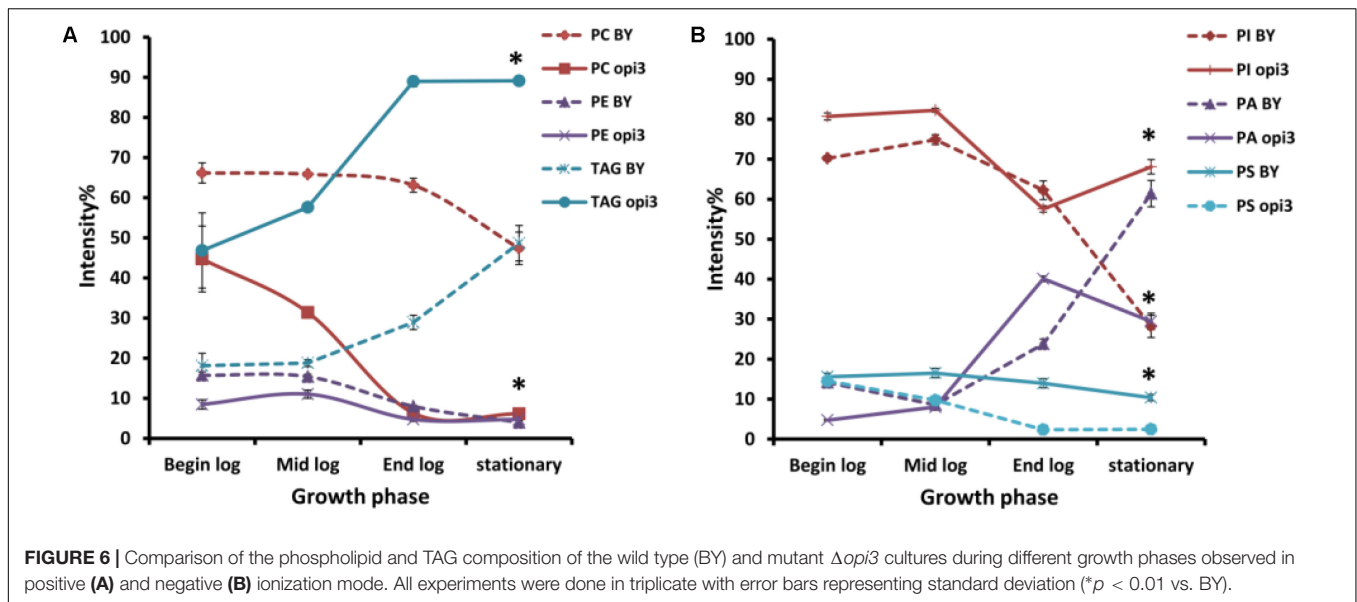 A
PC BY
PC opi3
PE BY
PE opi3
TAG BY
TAG opi3
Intensity%
100
90
80
70
60
50
40
30
20
10
0
*
*
Begin log Mid log End log stationary
Growth phase
B
PI BY
PI opi3
PA BY
PA opi3
PS BY
PS opi3
Intensity%
100
90
80
70
60
50
40
30
20
10
0
*
*
*
Begin log Mid log End log stationary
Growth phase
FIGURE 6 | Comparison of the phospholipid and TAG composition of the wild type (BY) and mutant Δopi3 cultures during different growth phases observed in
positive (A) and negative (B) ionization mode. All experiments were done in triplicate with error bars representing standard deviation (*p < 0.01 vs. BY).